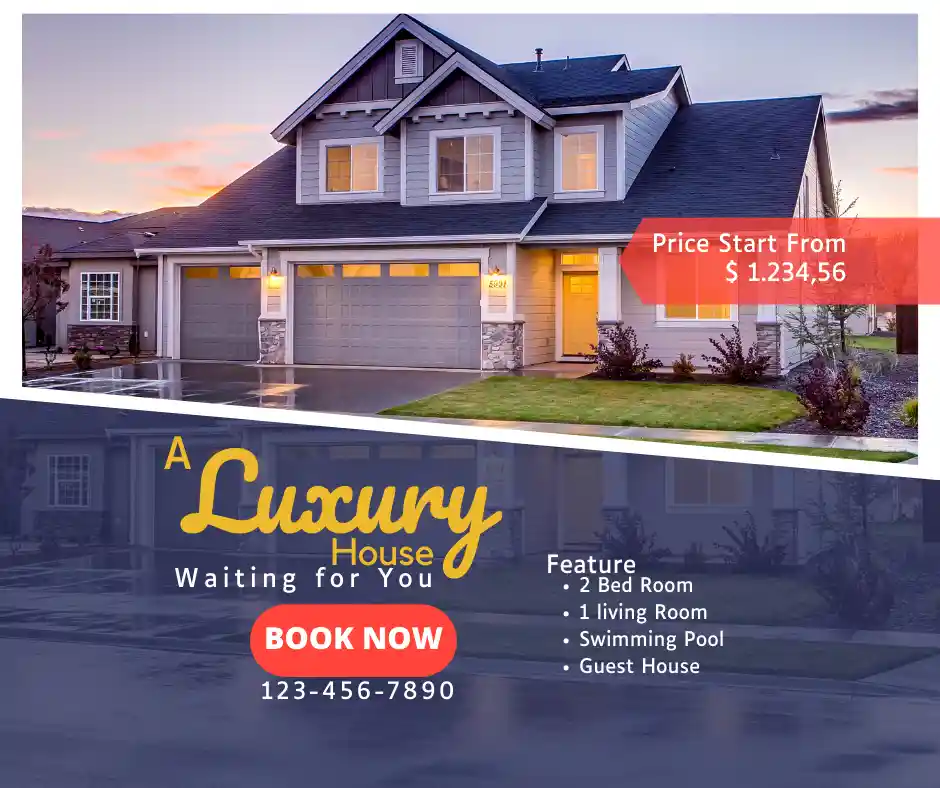 Price Start From
$ 1.234,56
A
Luxury
House
Waiting for You
BOOK NOW
123-456-7890
Feature
• 2 Bed Room
• 1 living Room
• Swimming Pool
• Guest House